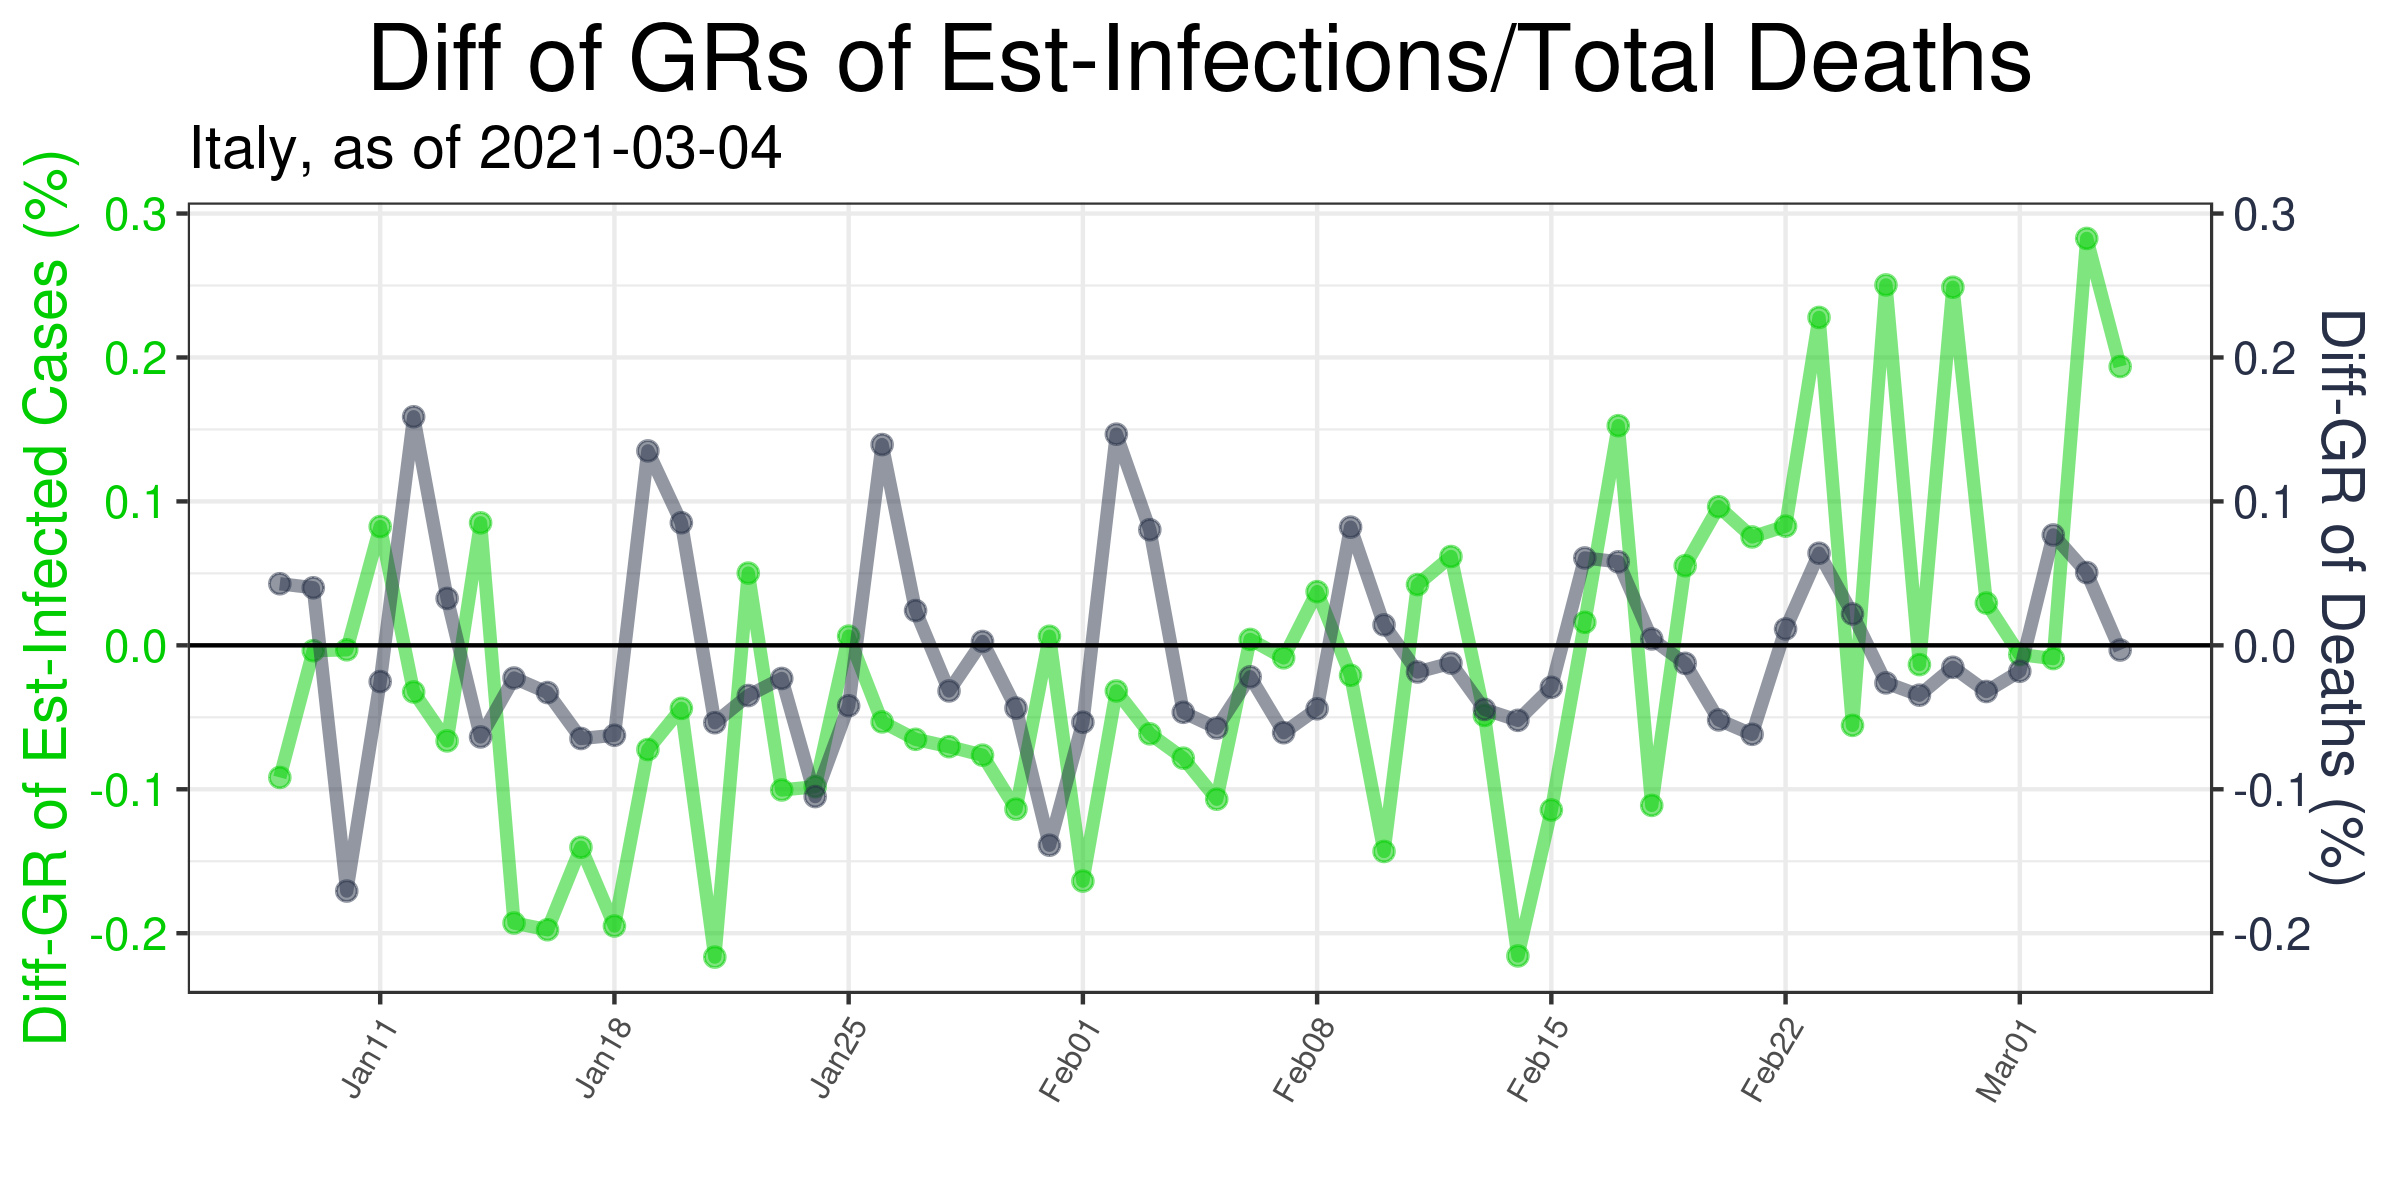 Diff of GRs of Est-Infections/Total Deaths
Italy, as of 2021-03-04
Diff-GR of Est-Infected Cases (%)
0.3
0.2
0.1
0.0
-0.1
-0.2
0.3
0.2
0.1
0.0
-0.1
-0.2
Diff-GR of Deaths (%)
Jan11
Jan18
Jan25
Feb01
Feb08
Feb15
Feb22
Mar01